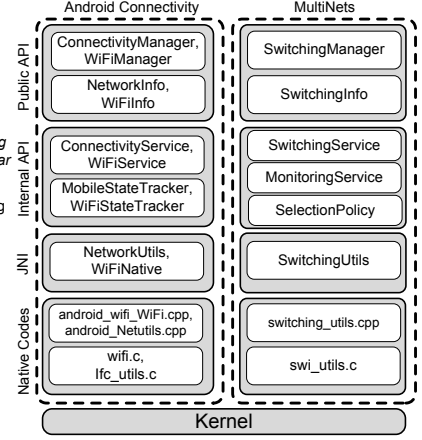 Android Connectivity
MultiNets
Public API
ConnectivityManager,
WiFiManager
NetworkInfo,
WiFiInfo
SwitchingManager
SwitchingInfo
Internal API
ConnectivityService,
WiFiService
MobileStateTracker,
WiFiStateTracker
SwitchingService
MonitoringService
SelectionPolicy
JNI
NetworkUtils,
WiFiNative
SwitchingUtils
Native Codes
android_wifi_WiFi.cpp,
android_Netutils.cpp
wifi.c,
Ifc_utils.c
switching_utils.cpp
swi_utils.c
Kernel